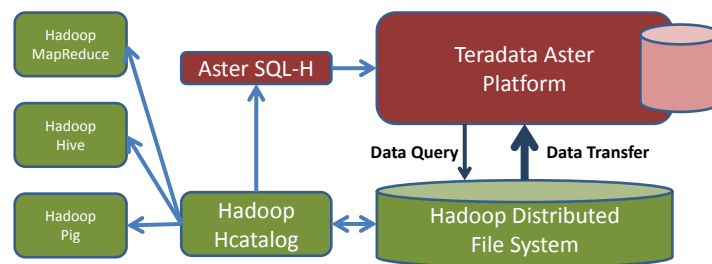 Hadoop
MapReduce
Aster SQL-H
Teradata Aster
Platform
Hadoop
Hive
Data Query
Data Transfer
Hadoop
Pig
Hadoop
Hcatalog
Hadoop Distributed
File System